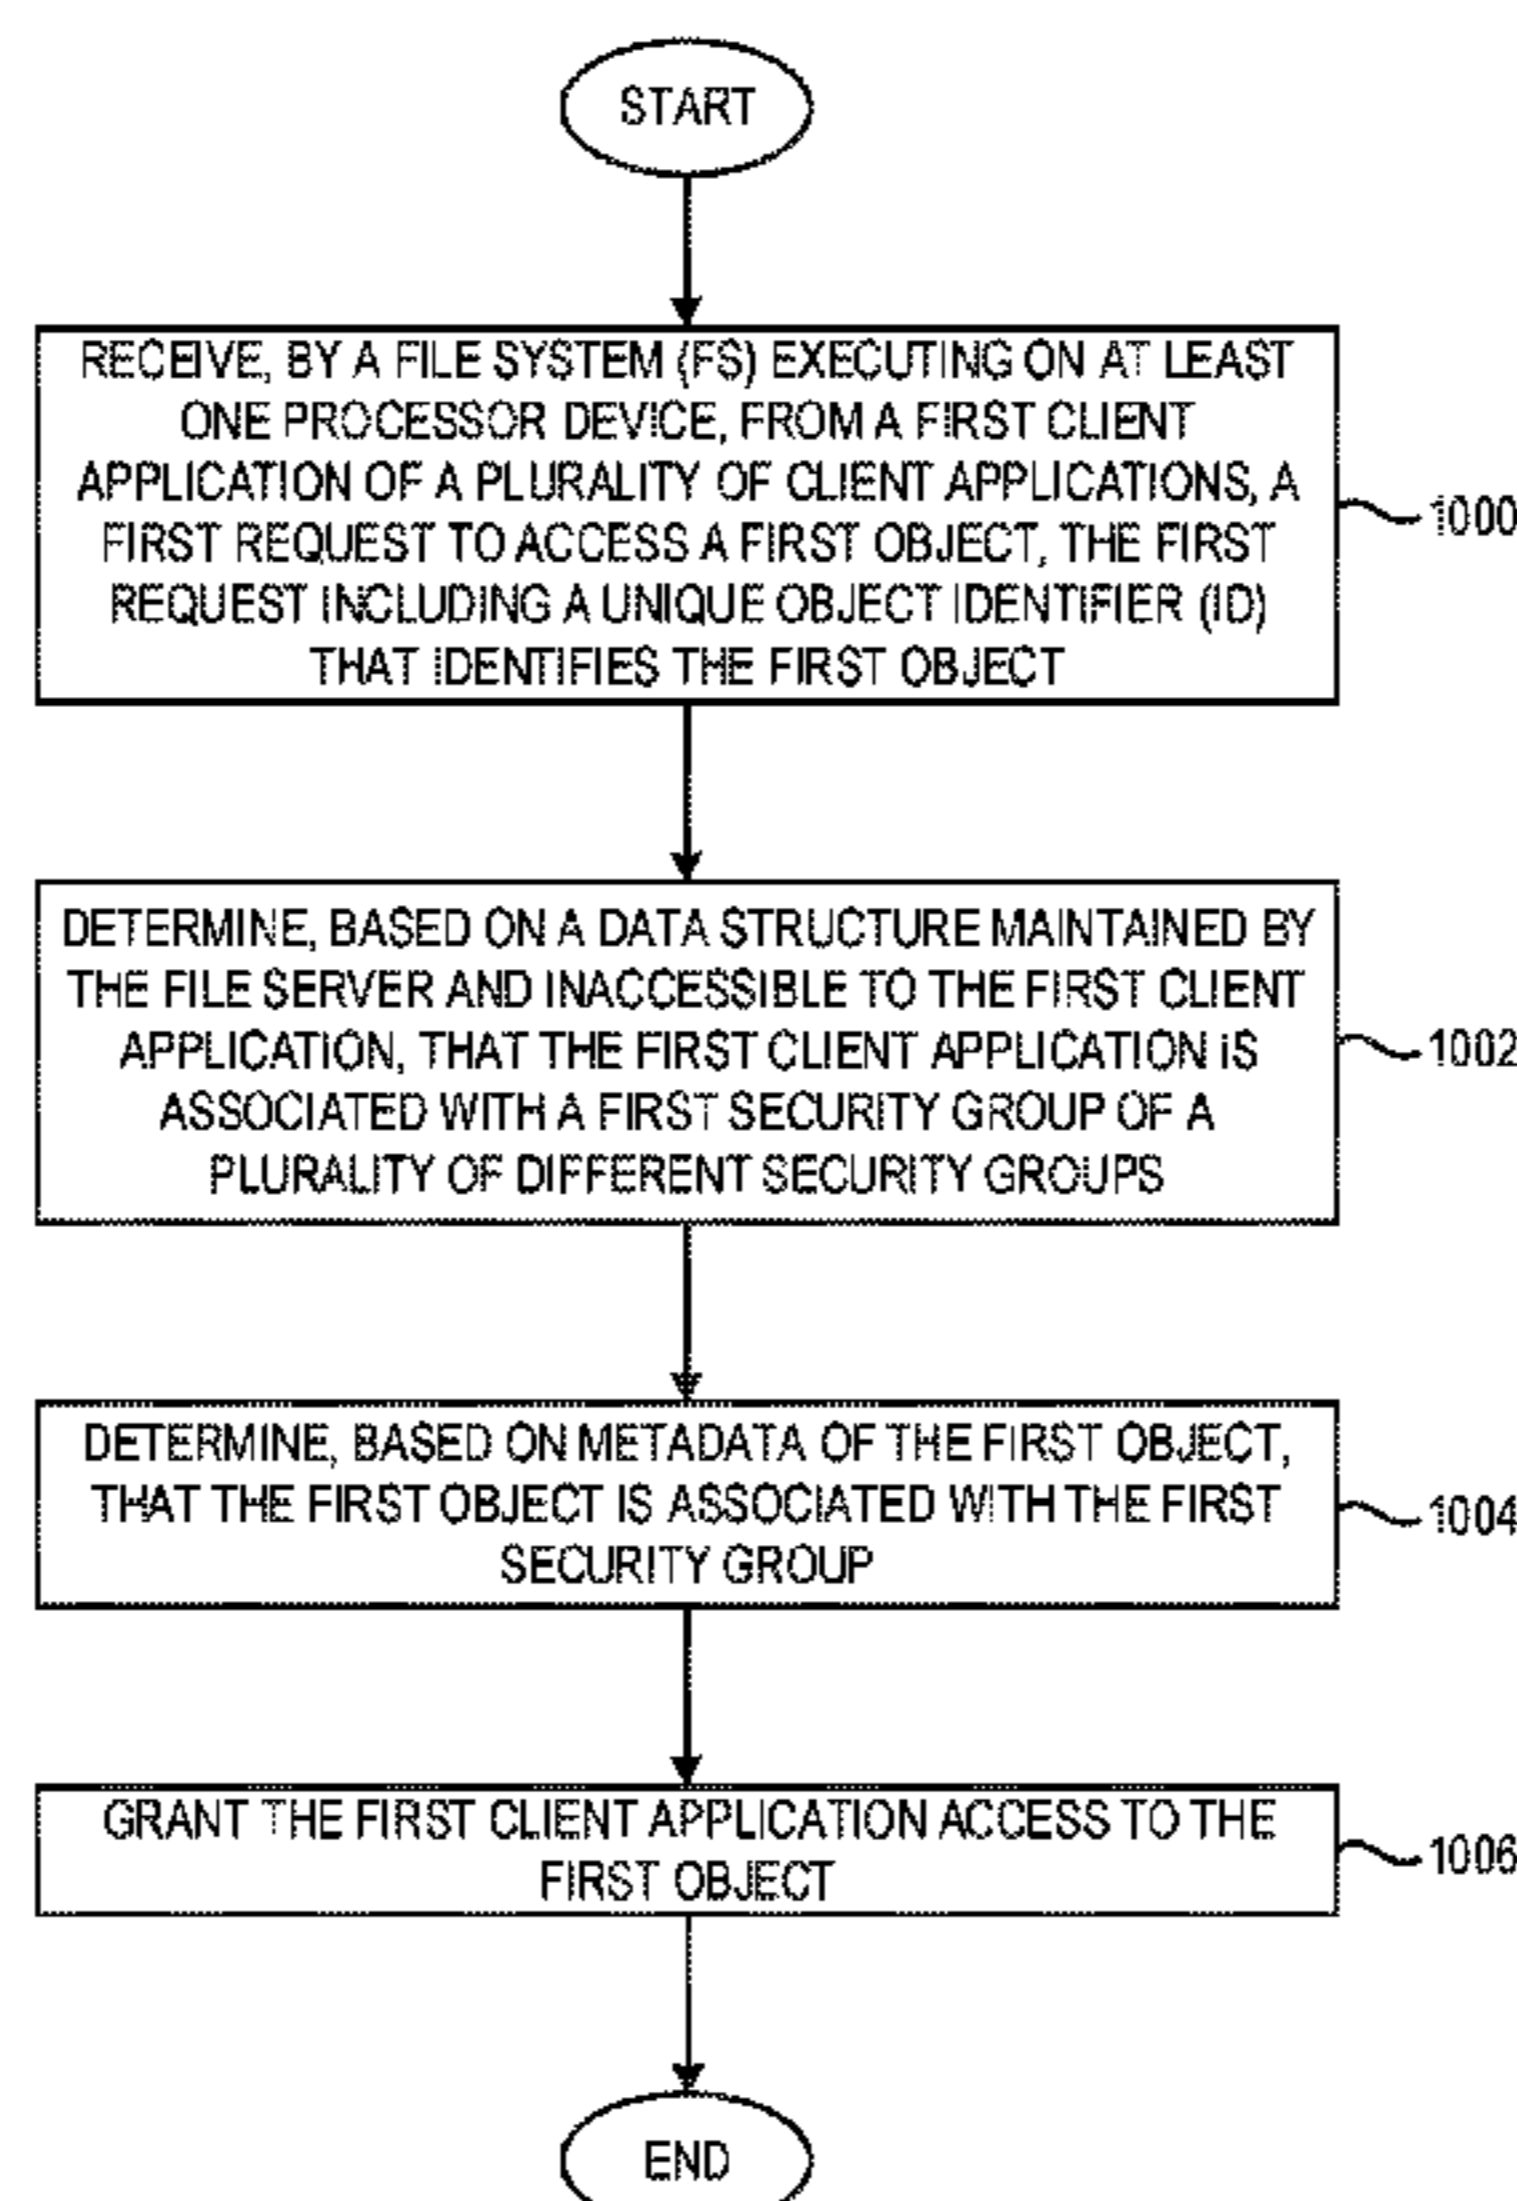 START
RECEIVE, BY A FILE SYSTEM (FS) EXECUTING ON AT LEAST
ONE PROCESSOR DEVICE, FROM A FIRST CLIENT
APPLICATION OF A PLURALITY OF CLIENT APPLICATIONS, A
FIRST REQUEST TO ACCESS A FIRST OBJECT, THE FIRST
REQUEST INCLUDING A UNIQUE OBJECT IDENTIFIER (ID)
THAT IDENTIFIES THE FIRST OBJECT
1000
DETERMINE, BASED ON A DATA STRUCTURE MAINTAINED BY
THE FILE SERVER AND INACCESSIBLE TO THE FIRST CLIENT
APPLICATION, THAT THE FIRST CLIENT APPLICATION IS
ASSOCIATED WITH A FIRST SECURITY GROUP OF A
PLURALITY OF DIFFERENT SECURITY GROUPS
1002
DETERMINE, BASED ON METADATA OF THE FIRST OBJECT,
THAT THE FIRST OBJECT IS ASSOCIATED WITH THE FIRST
SECURITY GROUP
1004
GRANT THE FIRST CLIENT APPLICATION ACCESS TO THE
FIRST OBJECT
1006
END